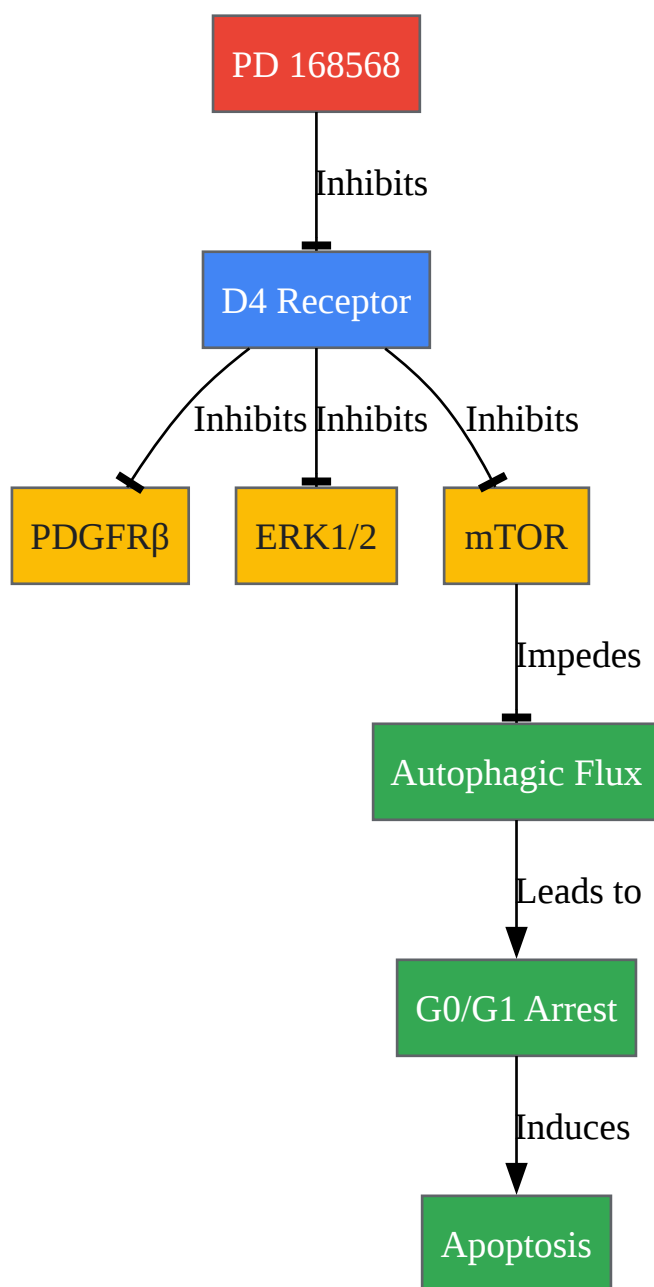 PD 168568
Inhibits
D4 Receptor
Inhibits Inhibits Inhibits
PDGFRβ ERK1/2 mTOR
Impedes
Autophagic Flux
Leads to
G0/G1 Arrest
Induces
Apoptosis